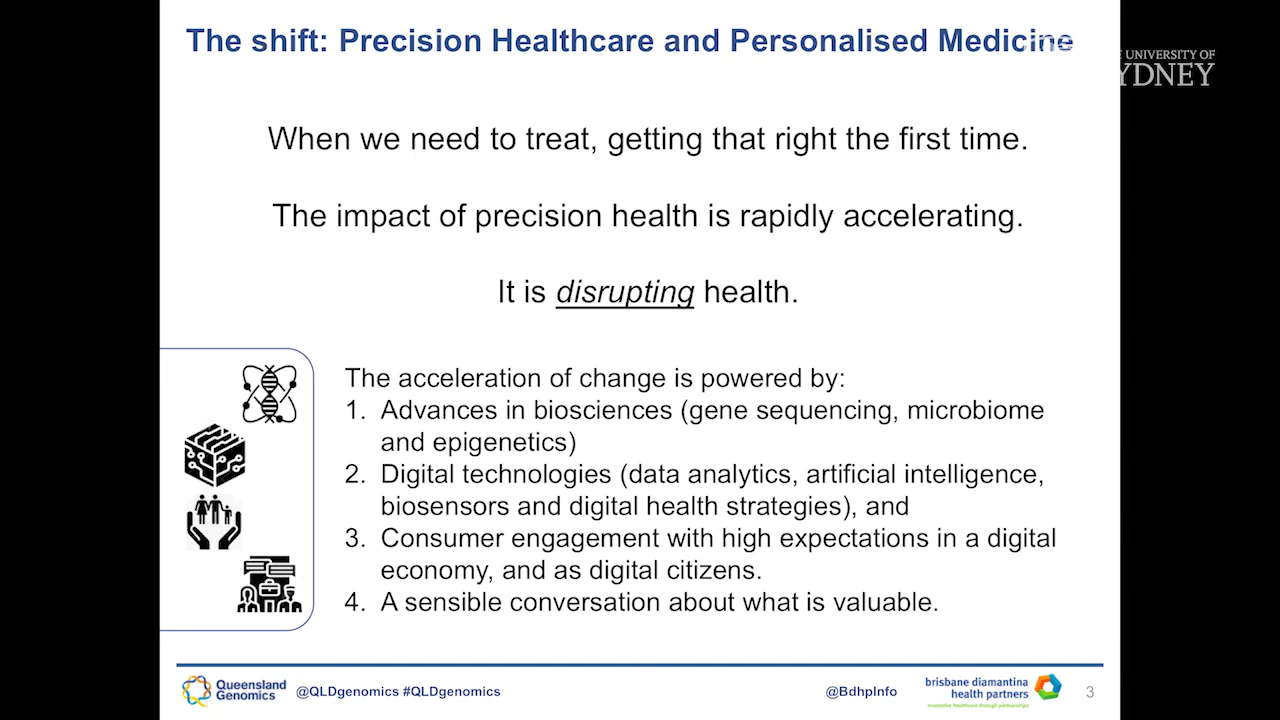 The shift: Precision Healthcare and Personalised Medicine
UNIVERSITY OF
YDNEY
When we need to treat, getting that right the first time.
The impact of precision health is rapidly accelerating.
It is disrupting health.
The acceleration of change is powered by:
1. Advances in biosciences (gene sequencing, microbiome
and epigenetics)
2. Digital technologies (data analytics, artificial intelligence,
biosensors and digital health strategies), and
3. Consumer engagement with high expectations in a digital
economy, and as digital citizens.
4. A sensible conversation about what is valuable.
Queensland
Genomics
@QLDgenomics #QLDgenomics
@BdhpInfo
brisbane diamantina
health partners
innovative healthcare through partnerships
3